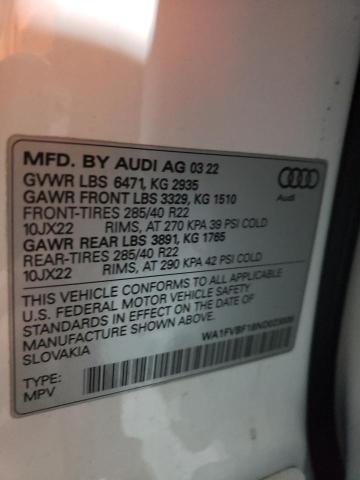 MFD. BY AUDI AG 03 22
GVWR LBS 6471, KG 2935
GAWR FRONT LBS 3329, KG 1510
FRONT-TIRES 285/40 R22
10JX22 RIMS, AT 270 KPA 39 PSI COLD
GAWR REAR LBS 3891, KG 1765
REAR-TIRES 285/40 R22
10JX22 RIMS, AT 290 KPA 42 PSI COLD
THIS VEHICLE CONFORMS TO ALL APPLICABLE
U.S. FEDERAL MOTOR VEHICLE SAFETY
STANDARDS IN EFFECT ON THE DATE OF
MANUFACTURE SHOWN ABOVE.
SLOVAKIA
TYPE:
MPV
Audi